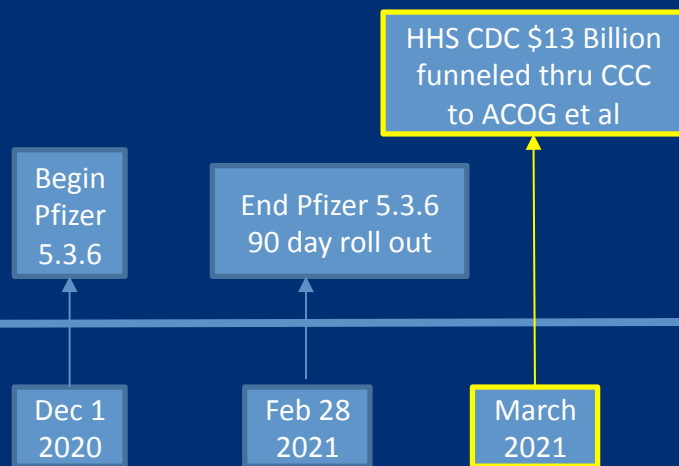 HHS CDC $13 Billion
funneled thru CCC
to ACOG et al
Begin
Pfizer
5.3.6
End Pfizer 5.3.6
90 day roll out
Dec 1
2020
Feb 28
2021
March
2021